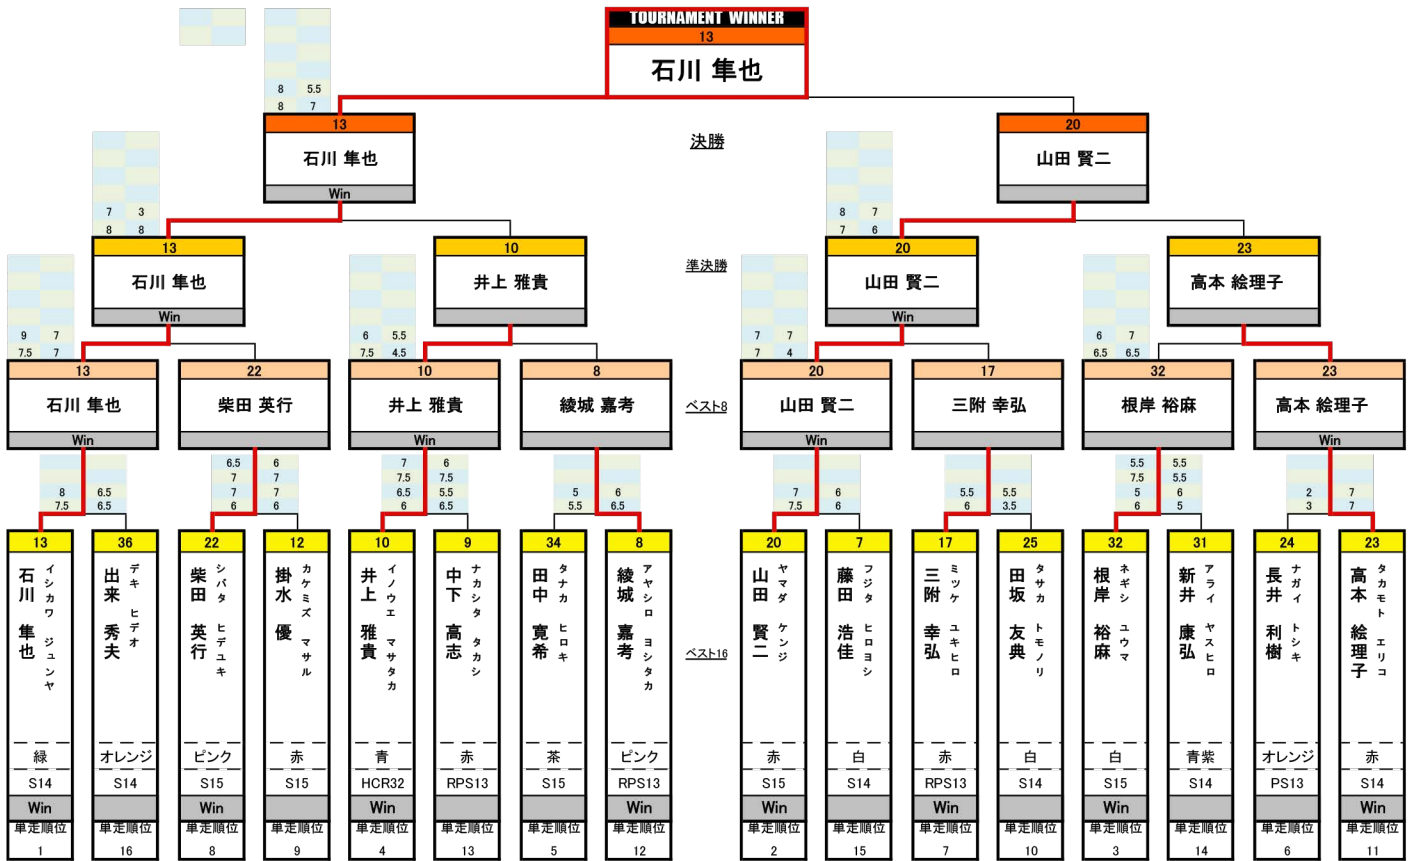 TOURNAMENT WINNER
13
石川 隼也
8 5.5
8 7
13
石川 隼也
Win
決勝
20
山田 賢二
7 3
8 8
8 7
7 6
13
石川 隼也
Win
10
井上 雅貴
準決勝
20
山田 賢二
Win
23
高本 絵理子
9 7
7.5 7
6 5.5
7.5 4.5
7 7
7 4
6 7
6.5 6.5
13
石川 隼也
Win
22
柴田 英行
10
井上 雅貴
Win
8
綾城 嘉考
ベスト8
20
山田 賢二
Win
17
三附 幸弘
32
根岸 裕麻
23
高本 絵理子
Win
8 6.5
7.5 6.5
6.5 6
7 7
7 7
6 6
7 6
7.5 7.5
6.5 5.5
6 6.5
5 6
5.5 6.5
7 6
7.5 6
5.5 5.5
6 3.5
5.5 5.5
7.5 5.5
5 6
6 5
2 7
3 7
ベスト16
13
石川 隼也
イシカワ ジュンヤ
緑
S14
Win
単走順位
1
36
出来 秀夫
デキ ヒデオ
オレンジ
S14
単走順位
16
22
柴田 英行
シバタ ヒデユキ
ピンク
S15
Win
単走順位
8
12
掛水 優
カケミズ マサル
赤
S15
単走順位
9
10
井上 雅貴
イノウエ マサタカ
青
HCR32
Win
単走順位
4
9
中下 高志
ナカシタ タカシ
赤
RPS13
単走順位
13
34
田中 寛希
タナカ ヒロキ
茶
S15
単走順位
5
8
綾城 嘉考
アヤシロ ヨシタカ
ピンク
RPS13
Win
単走順位
12
20
山田 賢二
ヤマダ ケンジ
赤
S15
Win
単走順位
2
7
藤田 浩佳
フジタ ヒロヨシ
白
S14
単走順位
15
17
三附 幸弘
ミツケ ユキヒロ
赤
RPS13
Win
単走順位
7
25
田坂 友典
タサカ トモノリ
白
S14
単走順位
10
32
根岸 裕麻
ネギシ ユウマ
白
S15
Win
単走順位
3
31
新井 康弘
アライ ヤスヒロ
青紫
S14
単走順位
14
24
長井 利樹
ナガイ トシキ
オレンジ
PS13
単走順位
6
23
高本 絵理子
タカモト エリコ
赤
S14
Win
単走順位
11